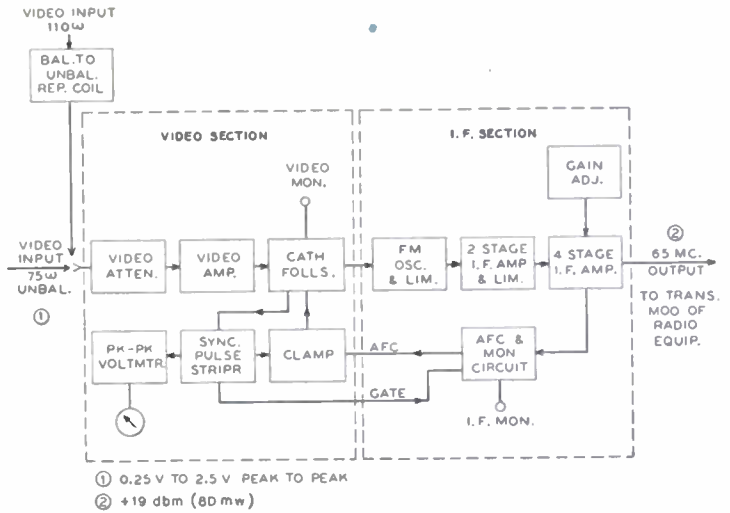 VIDEO INPUT
110ω
BAL. TO
UNBAL.
REP. COIL
VIDEO SECTION
I.F. SECTION
VIDEO
MON.
GAIN
ADJ.
VIDEO
INPUT
75ω
UNBAL.
①
VIDEO
ATTEN.
VIDEO
AMP.
CATH
FOLLS.
FM
OSC.
& LIM.
2 STAGE
I.F. AMP
& LIM.
4 STAGE
I.F. AMP.
②
65 MC.
OUTPUT
TO TRANS.
MOD OF
RADIO
EQUIP.
PK-PK
VOLTMTR.
SYNC.
PULSE
STRIPR
CLAMP
AFC
AFC &
MON
CIRCUIT
GATE
I.F. MON.
① 0.25 V TO 2.5 V PEAK TO PEAK
② +19 dbm (80 mw)